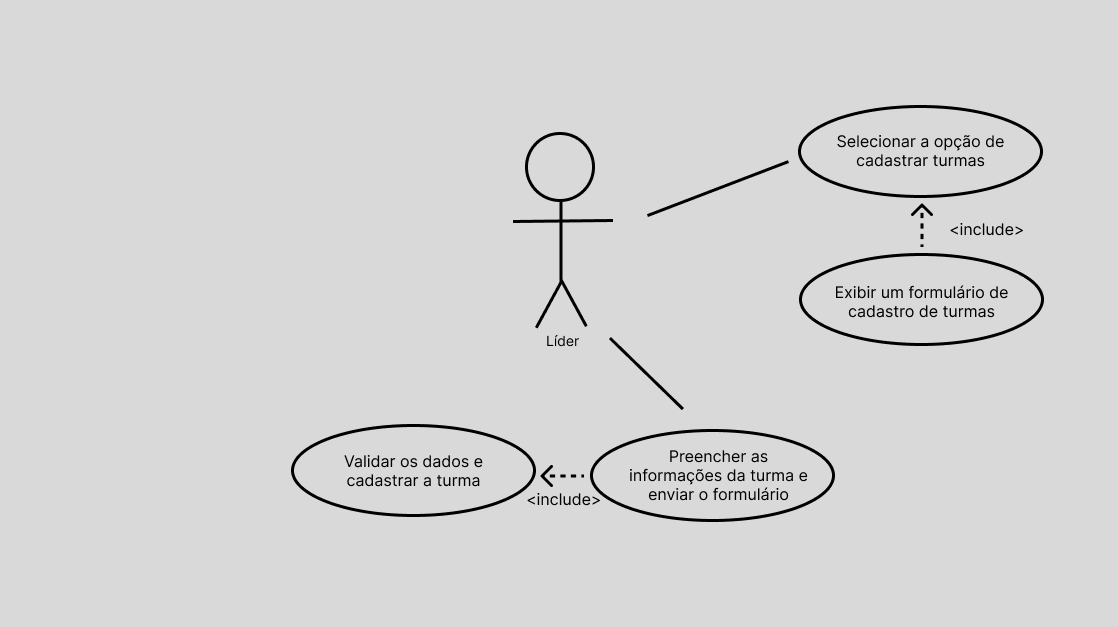 Selecionar a opção de
cadastrar turmas
<include>
Exibir um formulário de
cadastro de turmas
Líder
Validar os dados e
cadastrar a turma
<include>
Preencher as
informações da turma e
enviar o formulário